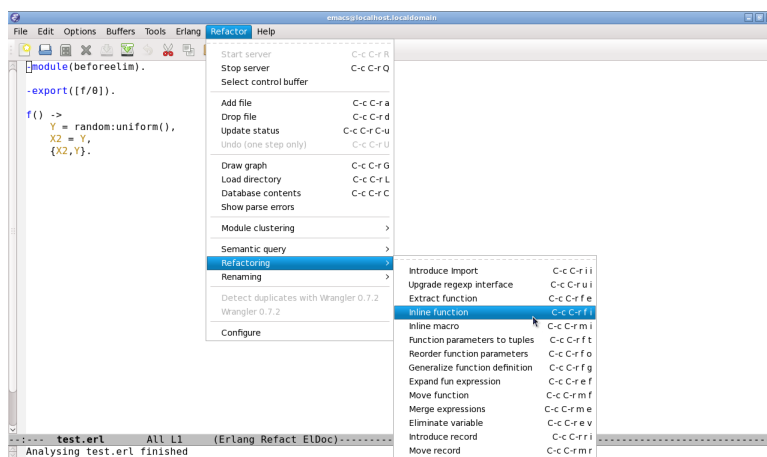 emacs@localhost.localdomain
File Edit Options Buffers Tools Erlang Refactor Help
-module(beforeelim).
-export([f/0]).
f() ->
Y = random:uniform(),
X2 = Y,
{X2,Y}.
Start server C-c C-r R
Stop server C-c C-r Q
Select control buffer
Add file C-c C-r a
Drop file C-c C-r d
Update status C-c C-r C-u
Undo (one step only) C-c C-r U
Draw graph C-c C-r G
Load directory C-c C-r L
Database contents C-c C-r C
Show parse errors
Module clustering >
Semantic query >
Refactoring >
Renaming >
Detect duplicates with Wrangler 0.7.2
Wrangler 0.7.2
Configure
Introduce Import C-c C-r i i
Upgrade regexp interface C-c C-r u i
Extract function C-c C-r f e
Inline function C-c C-r f i
Inline macro C-c C-r m i
Function parameters to tuples C-c C-r f t
Reorder function parameters C-c C-r f o
Generalize function definition C-c C-r f g
Expand fun expression C-c C-r e f
Move function C-c C-r m f
Merge expressions C-c C-r m e
Eliminate variable C-c C-r e v
Introduce record C-c C-r r i
Move record C-c C-r m r
--:--- test.erl All L1 (Erlang Refact ElDoc)---------
Analysing test.erl finished